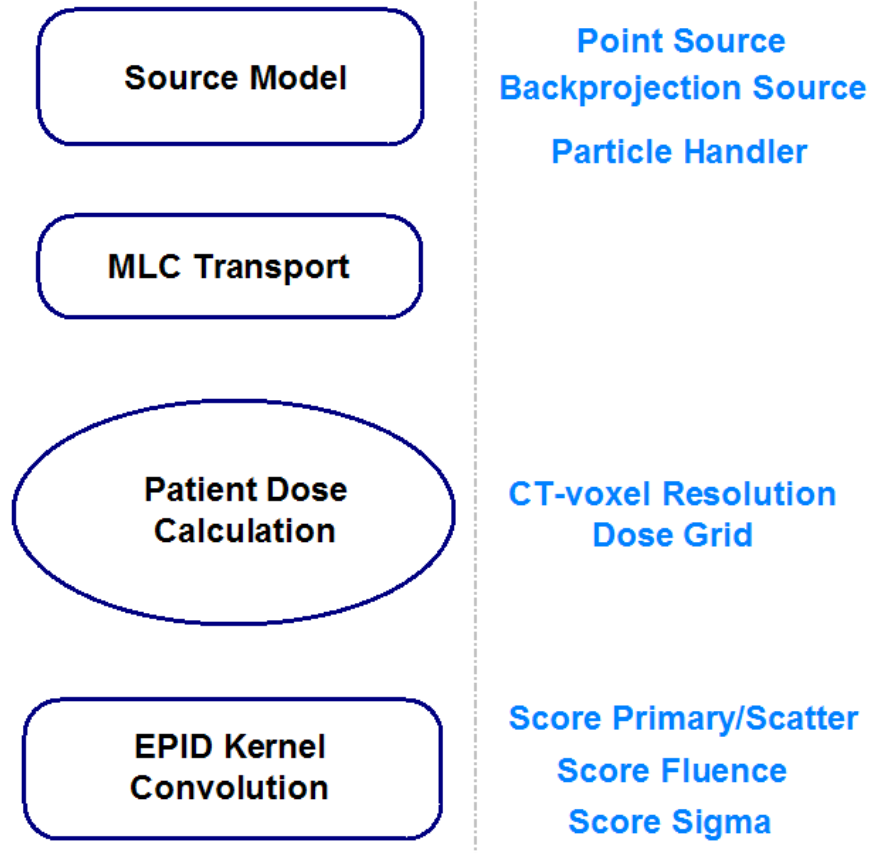 Source Model
Point Source
Backprojection Source
Particle Handler
MLC Transport
Patient Dose
Calculation
CT-voxel Resolution
Dose Grid
EPID Kernel
Convolution
Score Primary/Scatter
Score Fluence
Score Sigma